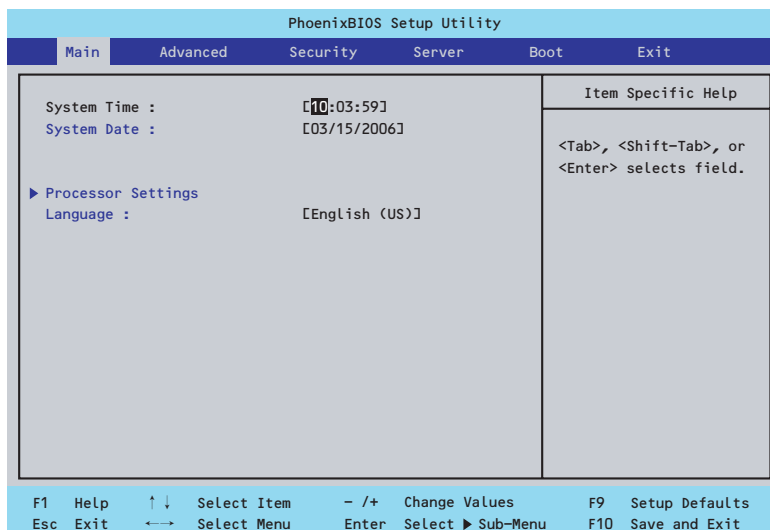 PhoenixBIOS Setup Utility
Main Advanced Security Server Boot Exit
System Time : [10:03:59]
System Date : [03/15/2006]
▶ Processor Settings
Language : [English (US)]
Item Specific Help
<Tab>, <Shift-Tab>, or
<Enter> selects field.
F1 Help ↑↓ Select Item - /+ Change Values F9 Setup Defaults
Esc Exit ←→ Select Menu Enter Select ▶ Sub-Menu F10 Save and Exit